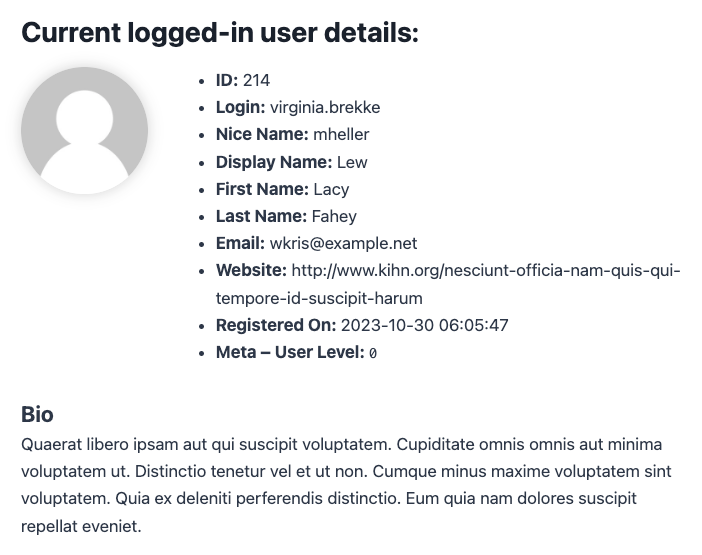 Current logged-in user details:
• ID: 214
• Login: virginia.brekke
• Nice Name: mheller
• Display Name: Lew
• First Name: Lacy
• Last Name: Fahey
• Email: wkris@example.net
• Website: http://www.kihn.org/nesciunt-officia-nam-quis-qui-
tempore-id-suscipit-harum
• Registered On: 2023-10-30 06:05:47
• Meta – User Level: 0
Bio
Quaerat libero ipsam aut qui suscipit voluptatem. Cupiditate omnis omnis aut minima
voluptatem ut. Distinctio tenetur vel et ut non. Cumque minus maxime voluptatem sint
voluptatem. Quia ex deleniti perferendis distinctio. Eum quia nam dolores suscipit
repellat eveniet.